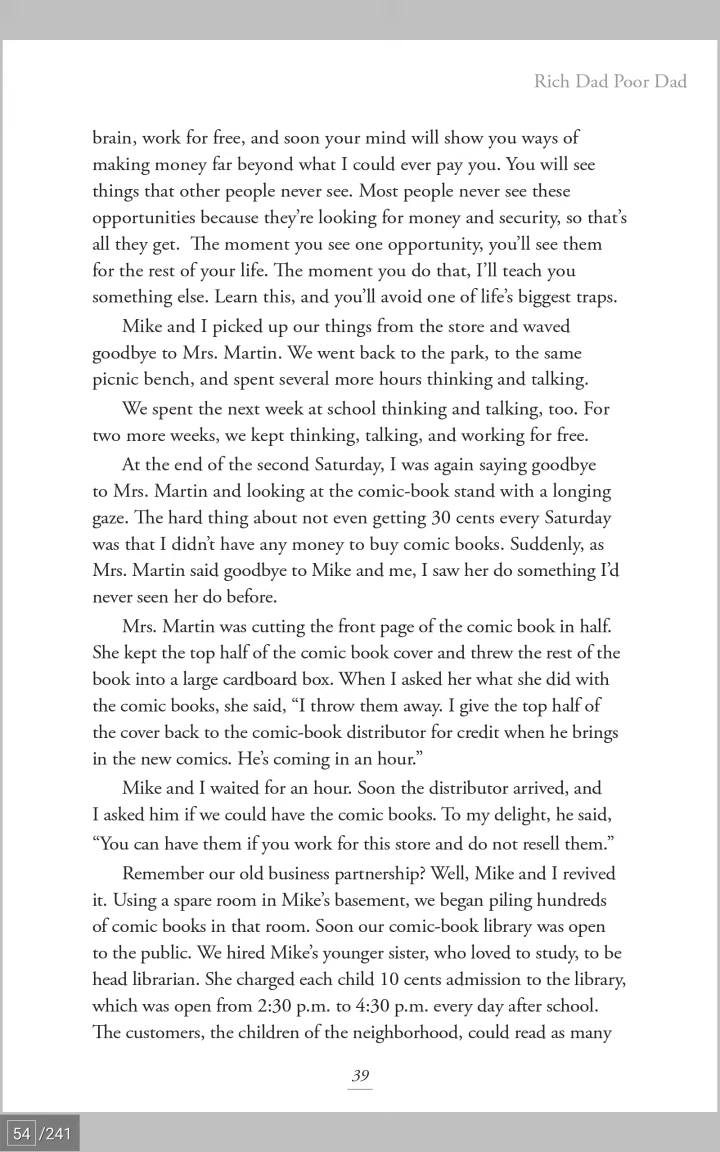 Rich Dad Poor Dad
brain, work for free, and soon your mind will show you ways of
making money far beyond what I could ever pay you. You will see
things that other people never see. Most people never see these
opportunities because they’re looking for money and security, so that’s
all they get.  The moment you see one opportunity, you’ll see them
for the rest of your life. The moment you do that, I’ll teach you
something else. Learn this, and you’ll avoid one of life’s biggest traps.
Mike and I picked up our things from the store and waved
goodbye to Mrs. Martin. We went back to the park, to the same
picnic bench, and spent several more hours thinking and talking.
We spent the next week at school thinking and talking, too. For
two more weeks, we kept thinking, talking, and working for free.
At the end of the second Saturday, I was again saying goodbye
to Mrs. Martin and looking at the comic-book stand with a longing
gaze. The hard thing about not even getting 30 cents every Saturday
was that I didn’t have any money to buy comic books. Suddenly, as
Mrs. Martin said goodbye to Mike and me, I saw her do something I’d
never seen her do before.
Mrs. Martin was cutting the front page of the comic book in half.
She kept the top half of the comic book cover and threw the rest of the
book into a large cardboard box. When I asked her what she did with
the comic books, she said, “I throw them away. I give the top half of
the cover back to the comic-book distributor for credit when he brings
in the new comics. He’s coming in an hour.”
Mike and I waited for an hour. Soon the distributor arrived, and
I asked him if we could have the comic books. To my delight, he said,
“You can have them if you work for this store and do not resell them.”
Remember our old business partnership? Well, Mike and I revived
it. Using a spare room in Mike’s basement, we began piling hundreds
of comic books in that room. Soon our comic-book library was open
to the public. We hired Mike’s younger sister, who loved to study, to be
head librarian. She charged each child 10 cents admission to the library,
which was open from 2:30 p.m. to 4:30 p.m. every day after school.
The customers, the children of the neighborhood, could read as many
39
54 /241